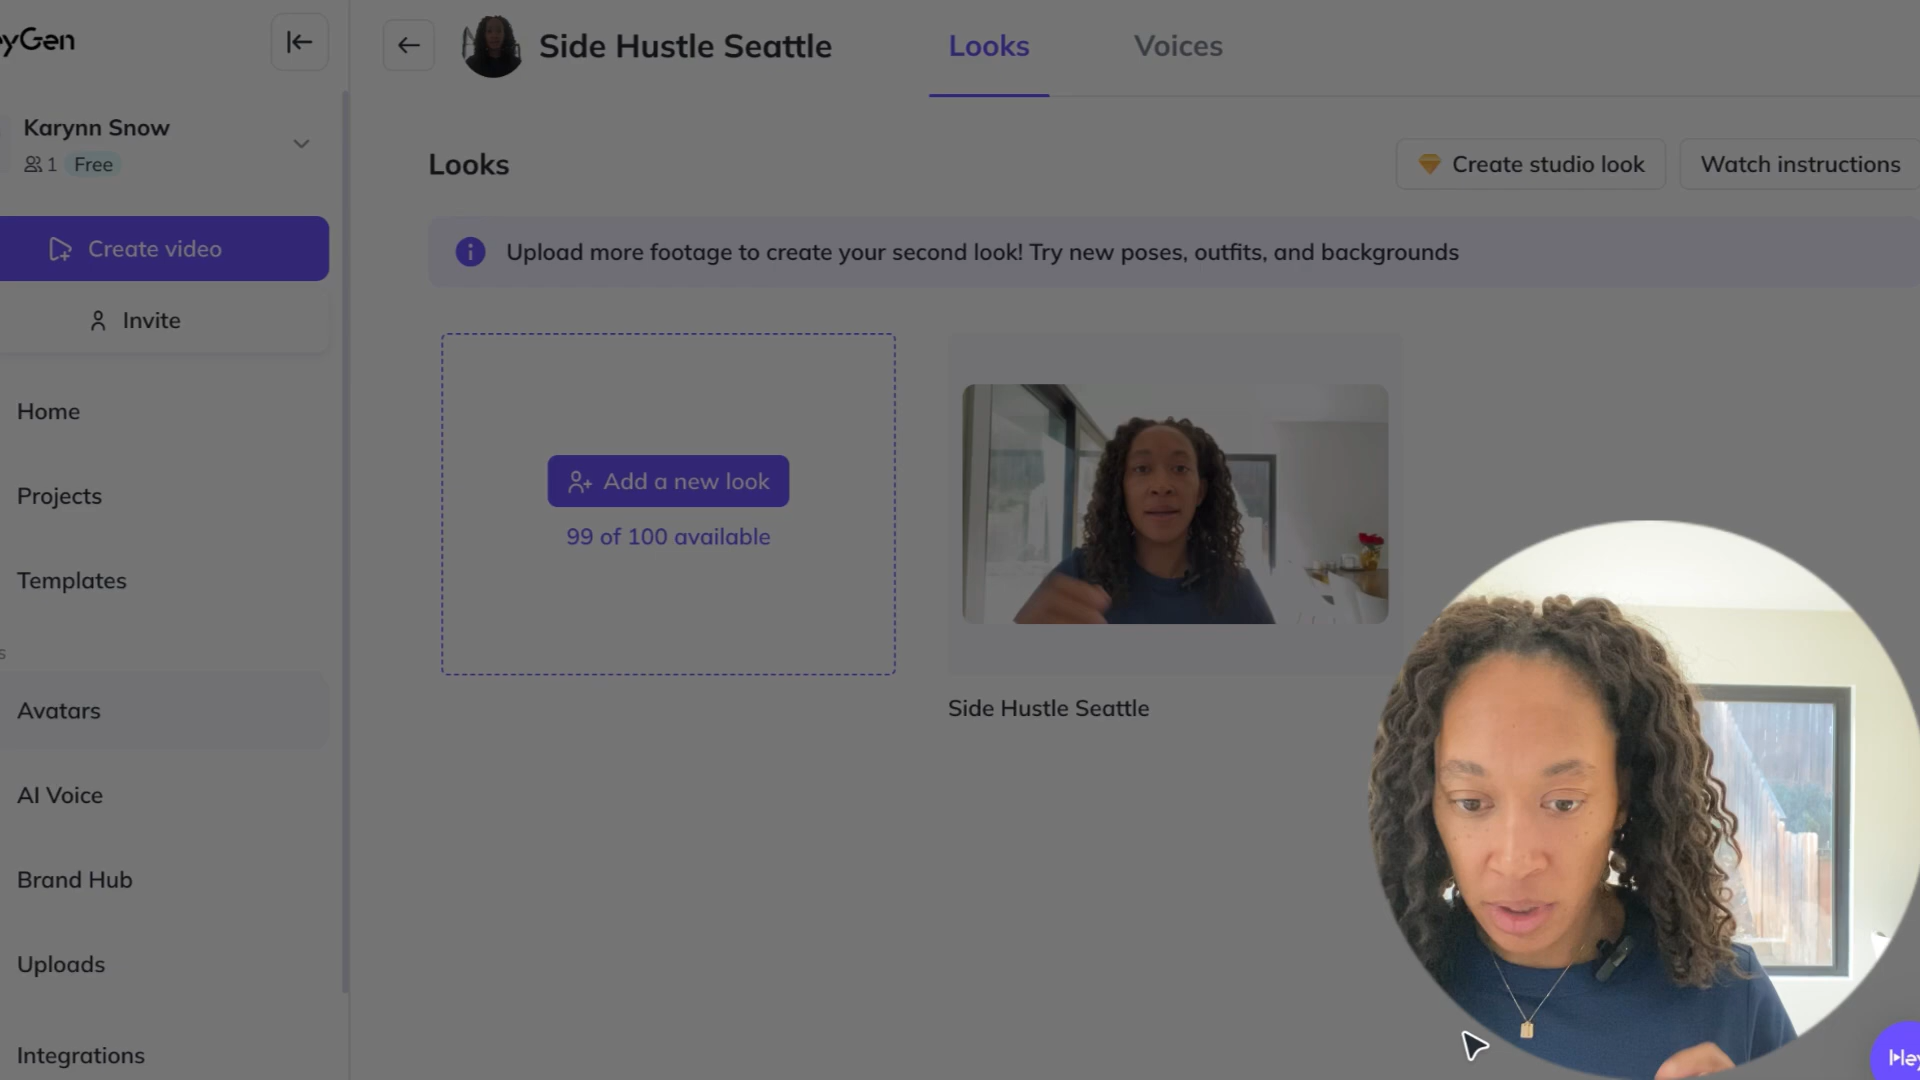 yGen
Side Hustle Seattle
Looks
Voices
Karynn Snow
1 Free
Looks
Create studio look
Watch instructions
Create video
Upload more footage to create your second look! Try new poses, outfits, and backgrounds
Invite
Home
Add a new look
Projects
99 of 100 available
Templates
s
Avatars
Side Hustle Seattle
AI Voice
Brand Hub
Uploads
Integrations
Hey